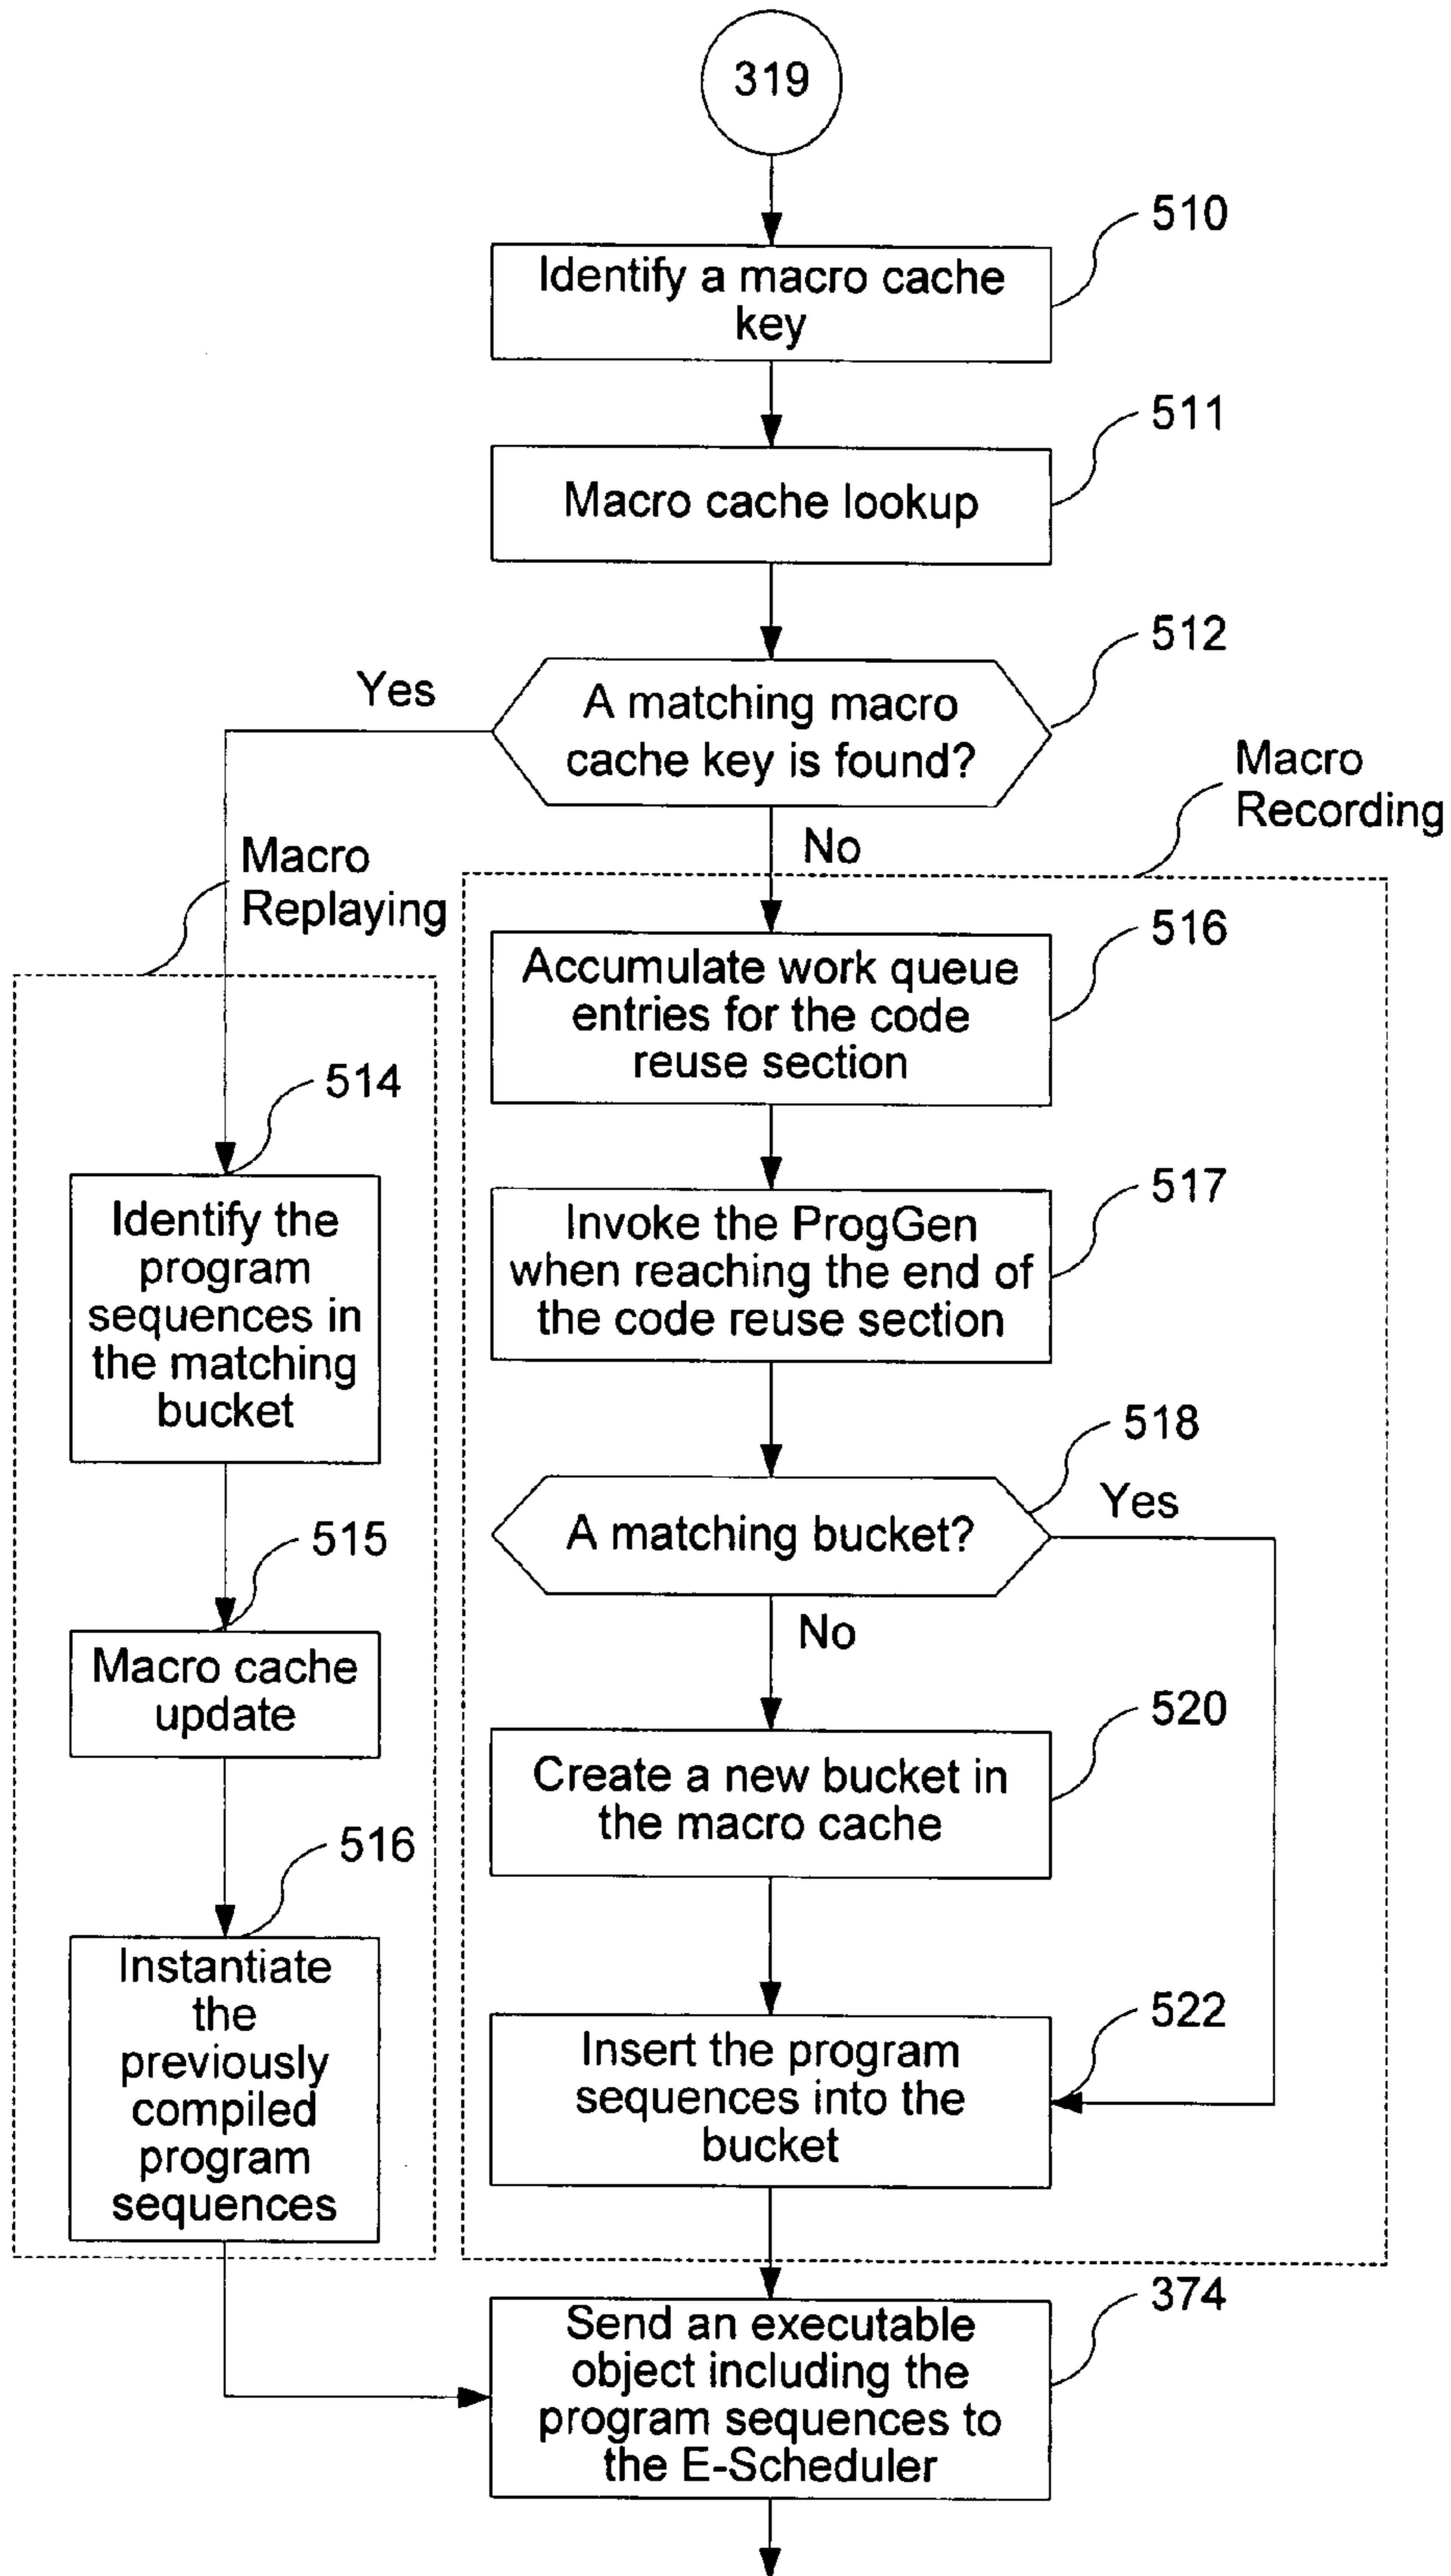 319
510
Identify a macro cache
key
511
Macro cache lookup
512
Yes
A matching macro
cache key is found?
Macro
Recording
No
Macro
Replaying
516
Accumulate work queue
entries for the code
reuse section
514
Identify the
program
sequences in
the matching
bucket
517
Invoke the ProgGen
when reaching the end of
the code reuse section
518
A matching bucket?
Yes
No
515
Macro cache
update
520
Create a new bucket in
the macro cache
516
Instantiate
the
previously
compiled
program
sequences
522
Insert the program
sequences into the
bucket
374
Send an executable
object including the
program sequences to
the E-Scheduler